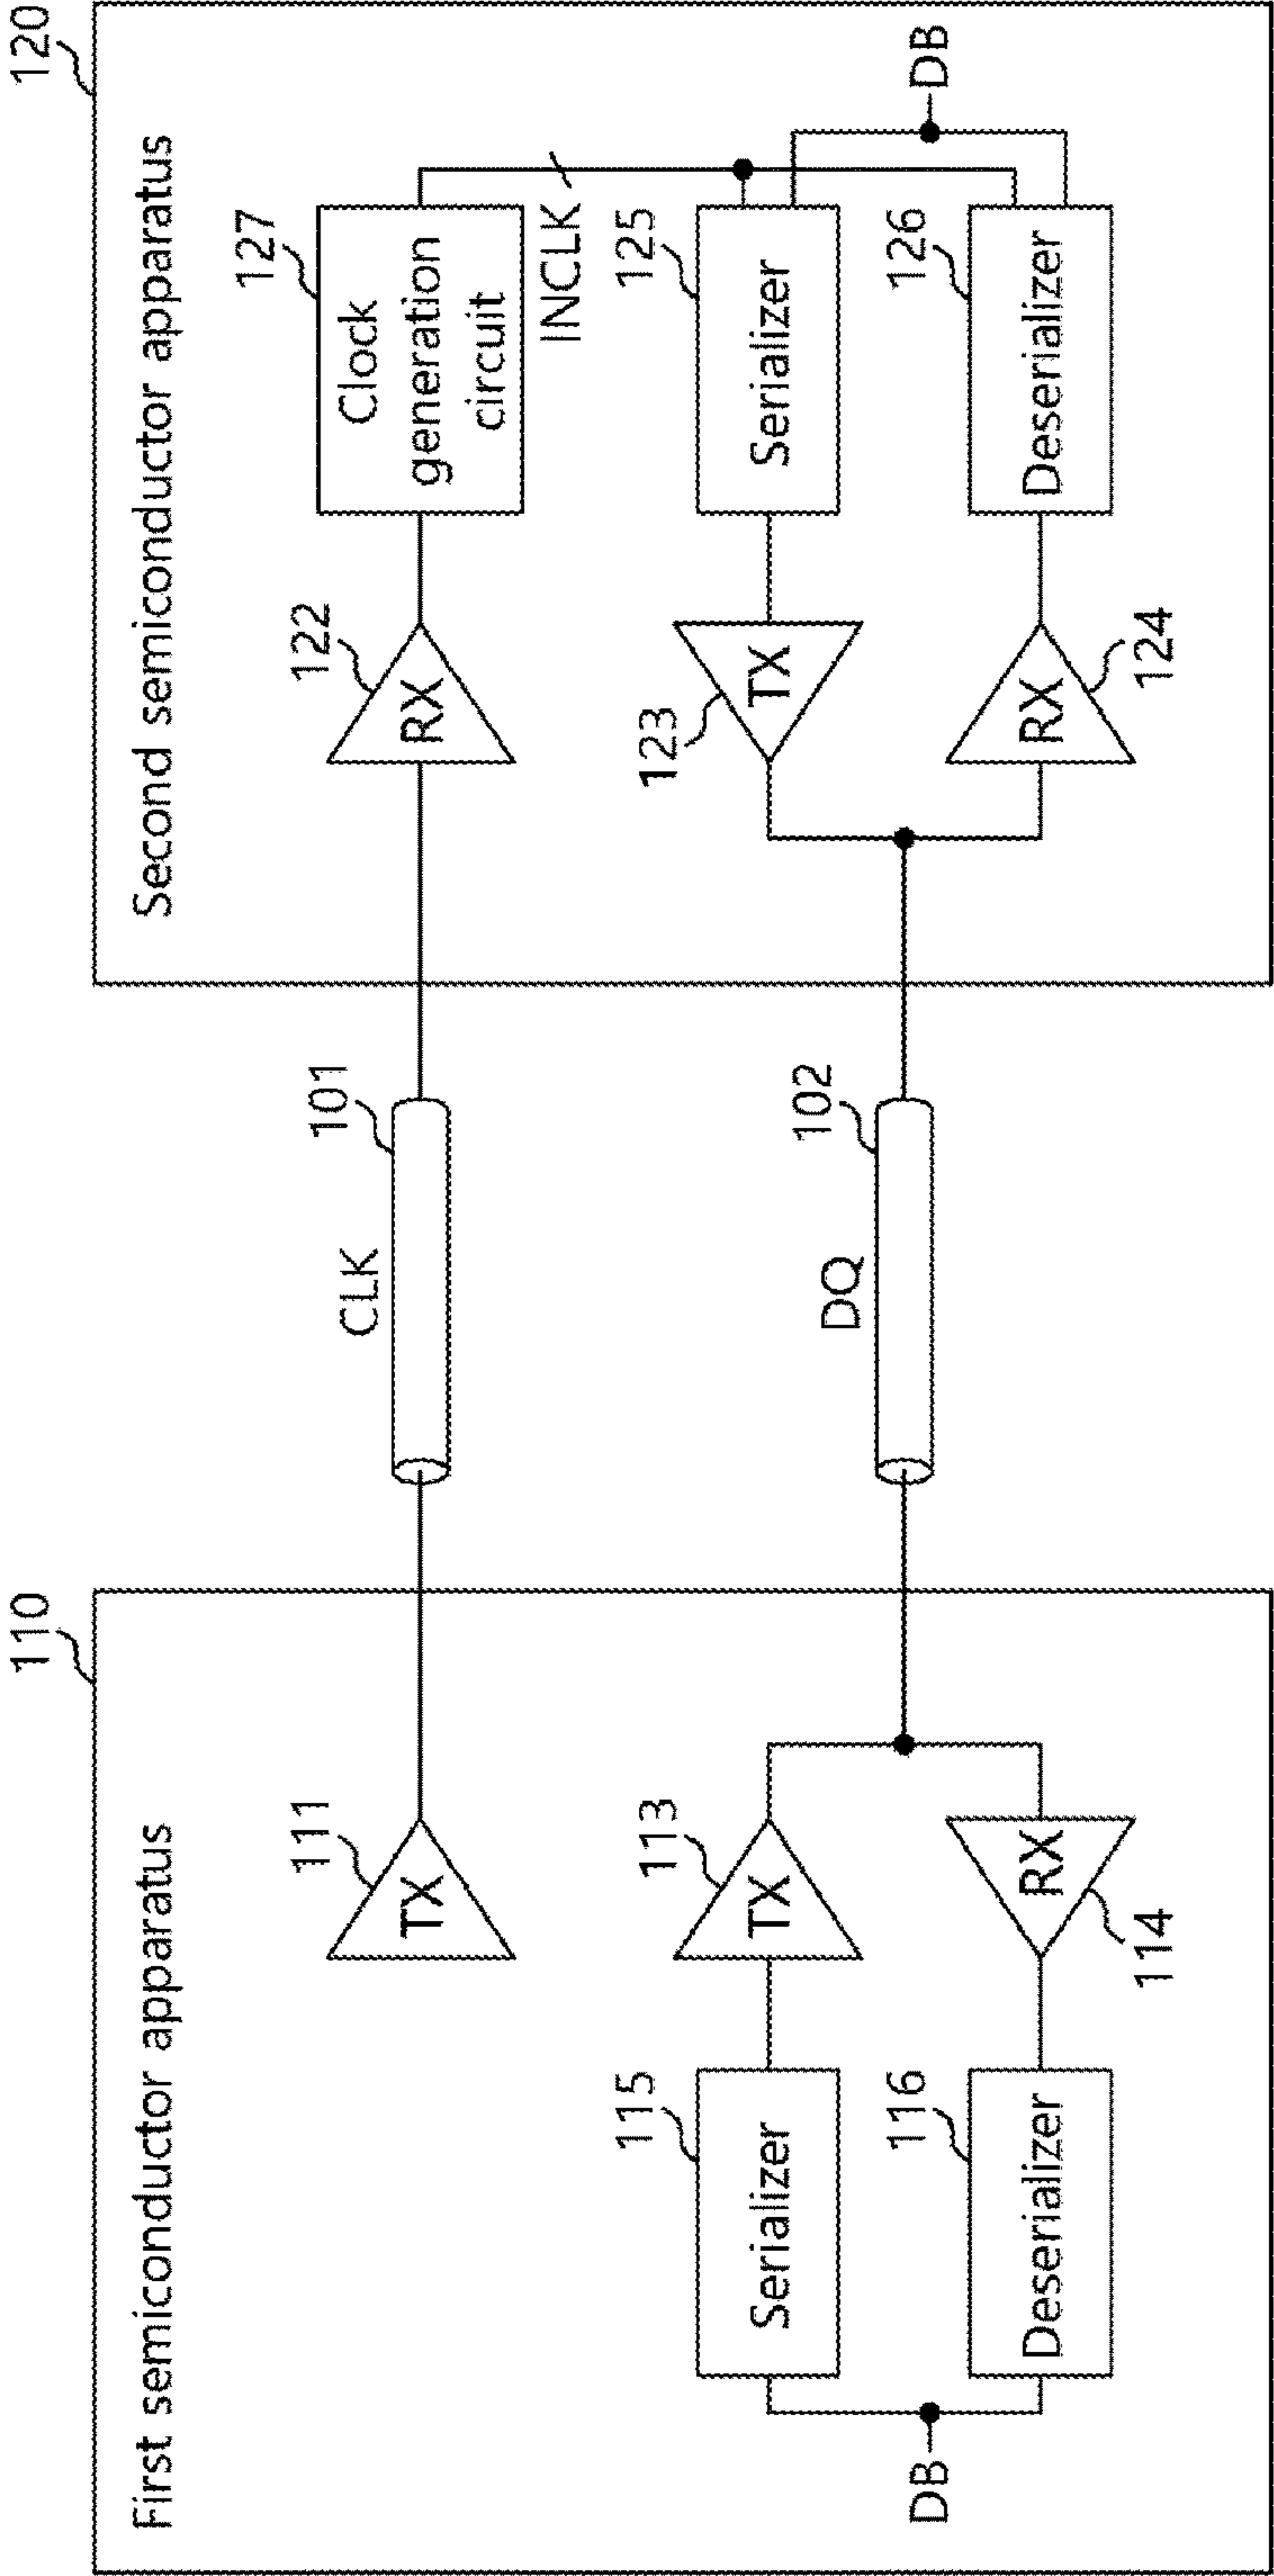 110
120
First semiconductor apparatus
Second semiconductor apparatus
111
TX
CLK
101
122
RX
127
Clock
generation
circuit
INCLK
115
Serializer
113
TX
123
TX
125
Serializer
DB
DQ
102
DB
116
Deserializer
RX
114
RX
124
126
Deserializer